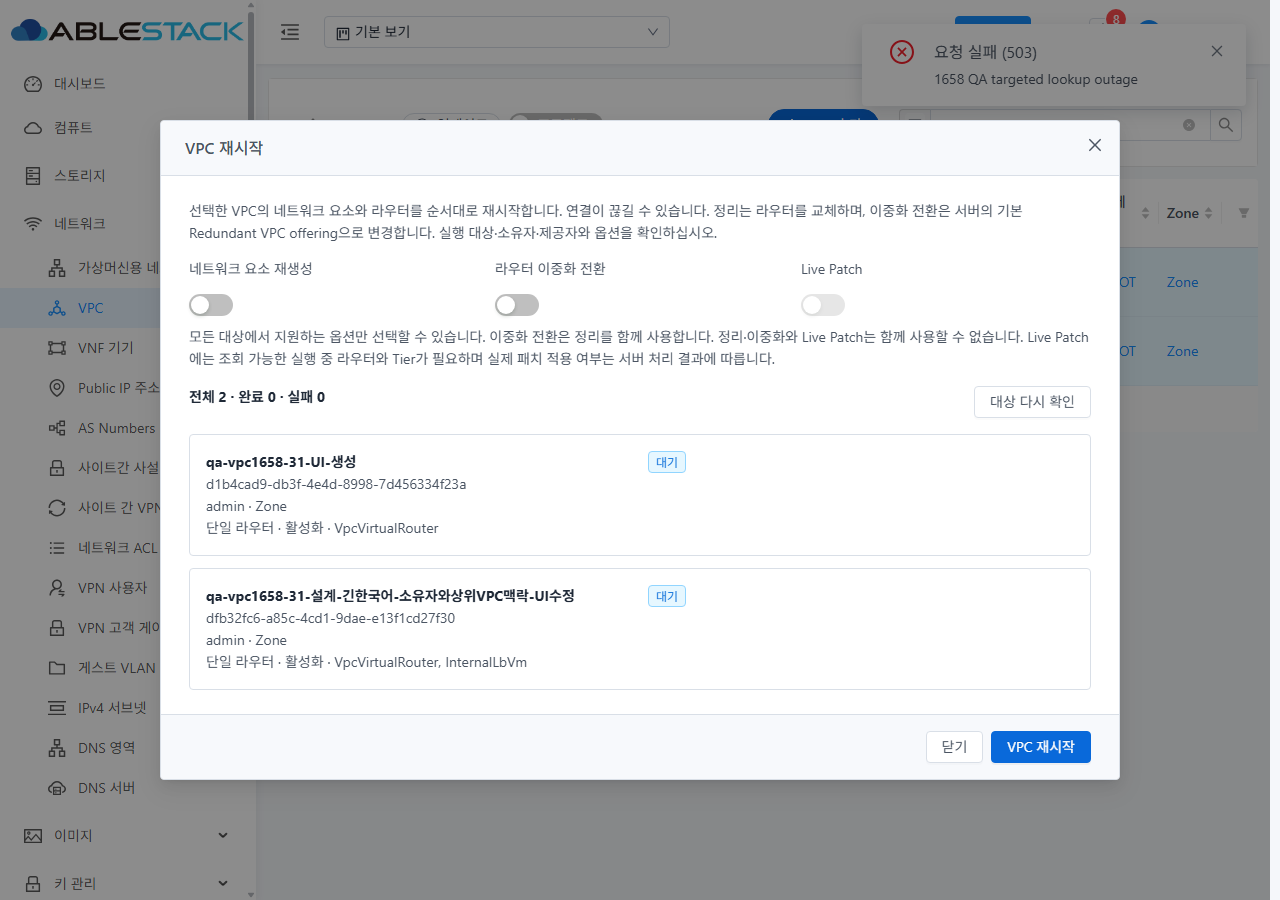 ABLESTACK
기본 보기
8
요청 실패 (503)
1658 QA targeted lookup outage
대시보드
컴퓨트
스토리지
네트워크
가상머신용 네
VPC
VNF 기기
Public IP 주소
AS Numbers
사이트간 사설
사이트 간 VPN
네트워크 ACL
VPN 사용자
VPN 고객 게이
게스트 VLAN
IPv4 서브넷
DNS 영역
DNS 서버
이미지
키 관리
Zone
OT
Zone
OT
Zone
VPC 재시작
선택한 VPC의 네트워크 요소와 라우터를 순서대로 재시작합니다. 연결이 끊길 수 있습니다. 정리는 라우터를 교체하며, 이중화 전환은 서버의 기본
Redundant VPC offering으로 변경합니다. 실행 대상·소유자·제공자와 옵션을 확인하십시오.
네트워크 요소 재생성
라우터 이중화 전환
Live Patch
모든 대상에서 지원하는 옵션만 선택할 수 있습니다. 이중화 전환은 정리를 함께 사용합니다. 정리·이중화와 Live Patch는 함께 사용할 수 없습니다. Live Patch
에는 조회 가능한 실행 중 라우터와 Tier가 필요하며 실제 패치 적용 여부는 서버 처리 결과에 따릅니다.
전체 2 · 완료 0 · 실패 0
대상 다시 확인
qa-vpc1658-31-UI-생성
대기
d1b4cad9-db3f-4e4d-8998-7d456334f23a
admin · Zone
단일 라우터 · 활성화 · VpcVirtualRouter
qa-vpc1658-31-설계-긴한국어-소유자와상위VPC맥락-UI수정
대기
dfb32fc6-a85c-4cd1-9dae-e13f1cd27f30
admin · Zone
단일 라우터 · 활성화 · VpcVirtualRouter, InternalLbVm
닫기
VPC 재시작